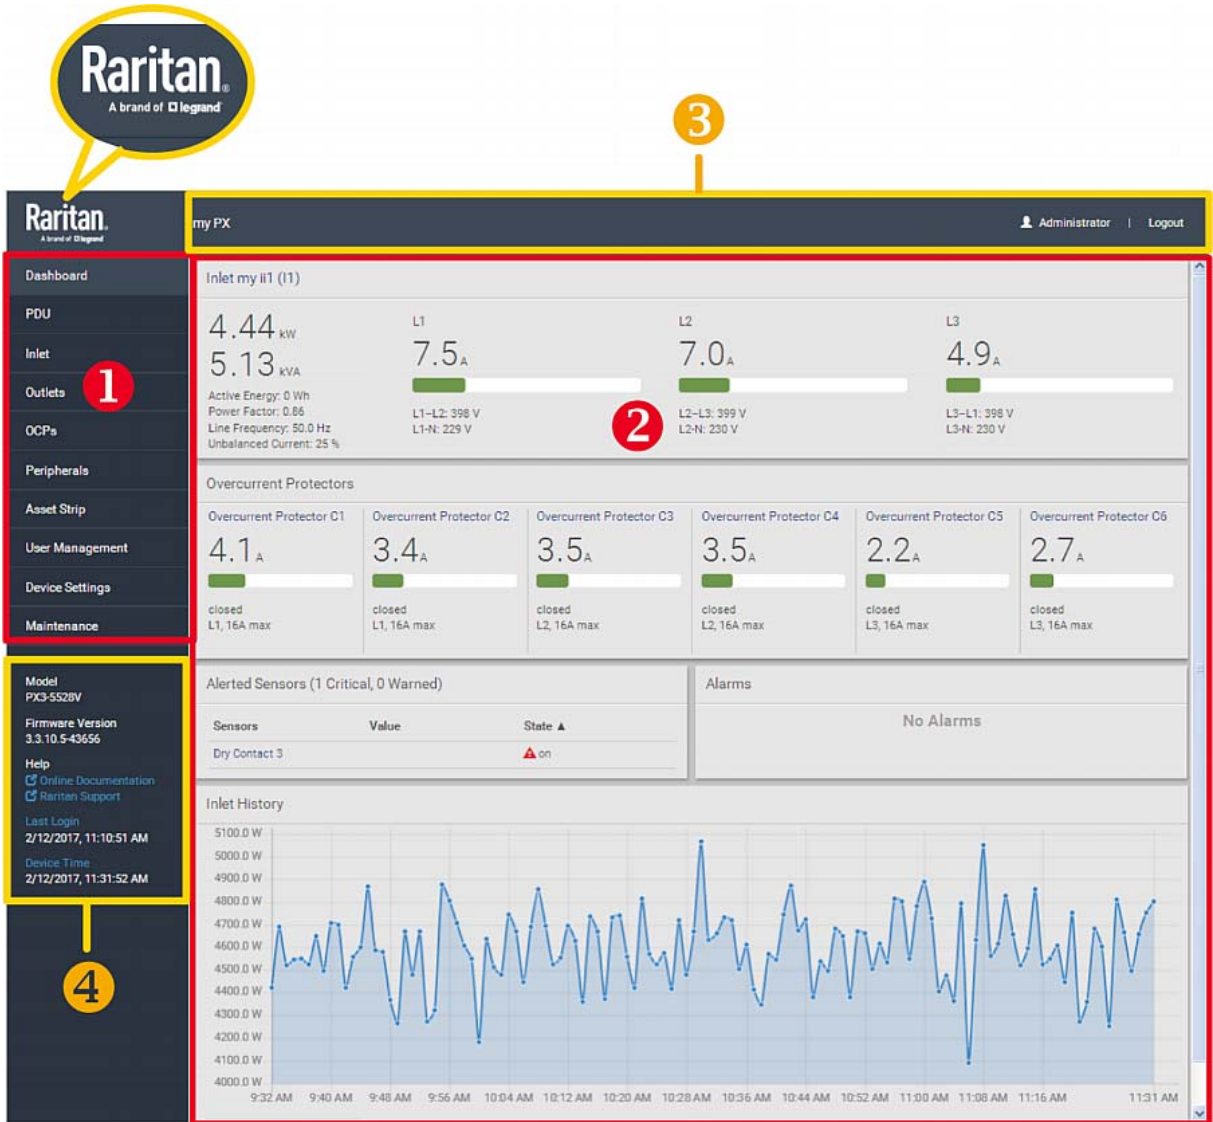 Raritan®
A brand of legrand
3
Raritan.
A brand of legrand
my PX
Administrator | Logout
Dashboard
PDU
Inlet
Outlets
OCPs
Peripherals
Asset Strip
User Management
Device Settings
Maintenance
1
Model
PX3-5528V
Firmware Version
3.3.10.5-43656
Help
Online Documentation
Raritan Support
Last Login
2/12/2017, 11:10:51 AM
Device Time
2/12/2017, 11:31:52 AM
4
Inlet my ii1 (I1)
4.44 kW
5.13 kVA
Active Energy: 0 Wh
Power Factor: 0.86
Line Frequency: 50.0 Hz
Unbalanced Current: 25 %
L1
7.5 A
L1–L2: 398 V
L1-N: 229 V
2
L2
7.0 A
L2–L3: 399 V
L2-N: 230 V
L3
4.9 A
L3–L1: 398 V
L3-N: 230 V
Overcurrent Protectors
Overcurrent Protector C1
4.1 A
closed
L1, 16A max
Overcurrent Protector C2
3.4 A
closed
L1, 16A max
Overcurrent Protector C3
3.5 A
closed
L2, 16A max
Overcurrent Protector C4
3.5 A
closed
L2, 16A max
Overcurrent Protector C5
2.2 A
closed
L3, 16A max
Overcurrent Protector C6
2.7 A
closed
L3, 16A max
Alerted Sensors (1 Critical, 0 Warned)
Sensors Value State ▲
Dry Contact 3 on
Alarms
No Alarms
Inlet History
5100.0 W
5000.0 W
4900.0 W
4800.0 W
4700.0 W
4600.0 W
4500.0 W
4400.0 W
4300.0 W
4200.0 W
4100.0 W
4000.0 W
9:32 AM 9:40 AM 9:48 AM 9:56 AM 10:04 AM 10:12 AM 10:20 AM 10:28 AM 10:36 AM 10:44 AM 10:52 AM 11:00 AM 11:08 AM 11:16 AM 11:31 AM